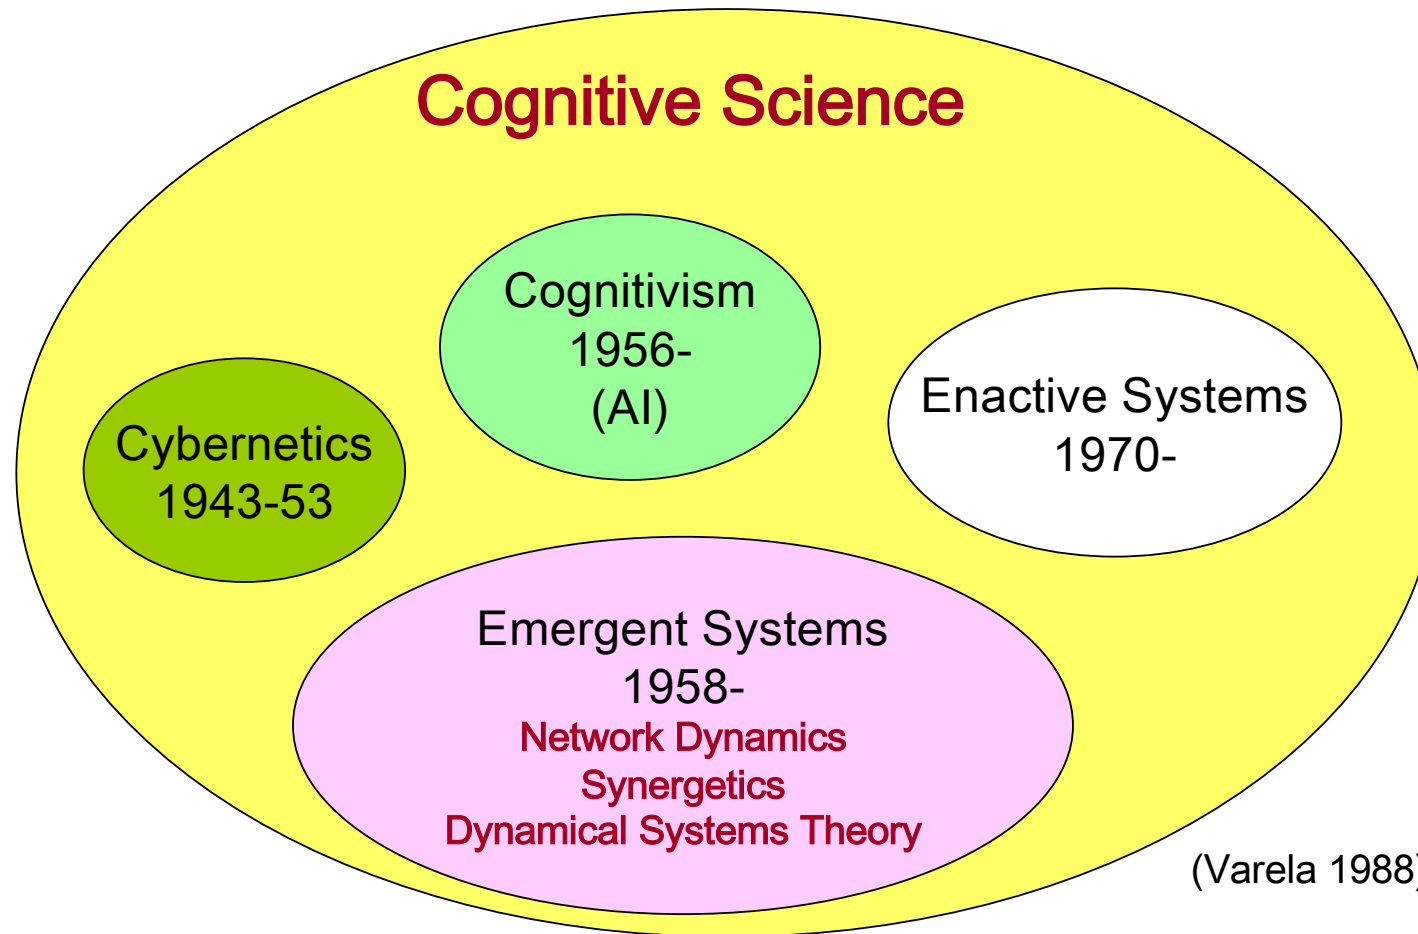 Cognitive Science
Cognitivism
1956-
(AI)
Enactive Systems
1970-
Cybernetics
1943-53
Emergent Systems
1958-
Network Dynamics
Synergetics
Dynamical Systems Theory
(Varela 1988)